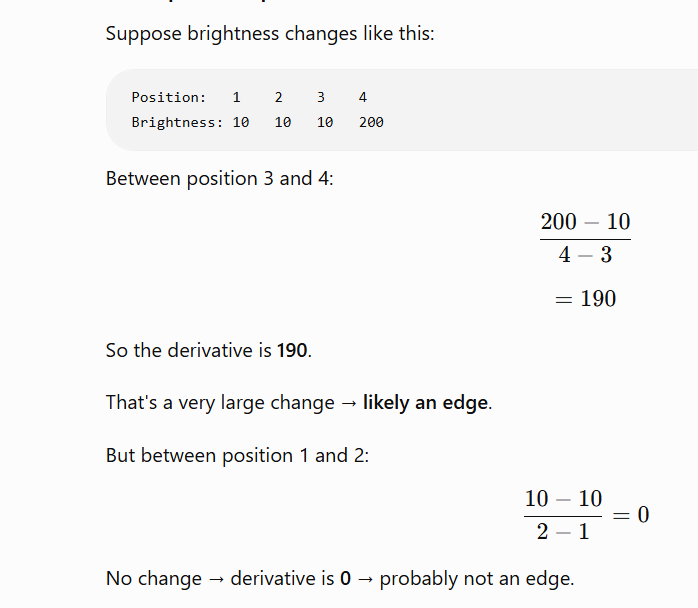 Suppose brightness changes like this:
Position: 1 2 3 4
Brightness: 10 10 10 200
Between position 3 and 4:
200 − 10
4 − 3
= 190
So the derivative is 190.
That's a very large change → likely an edge.
But between position 1 and 2:
10 − 10
2 − 1
= 0
No change → derivative is 0 → probably not an edge.